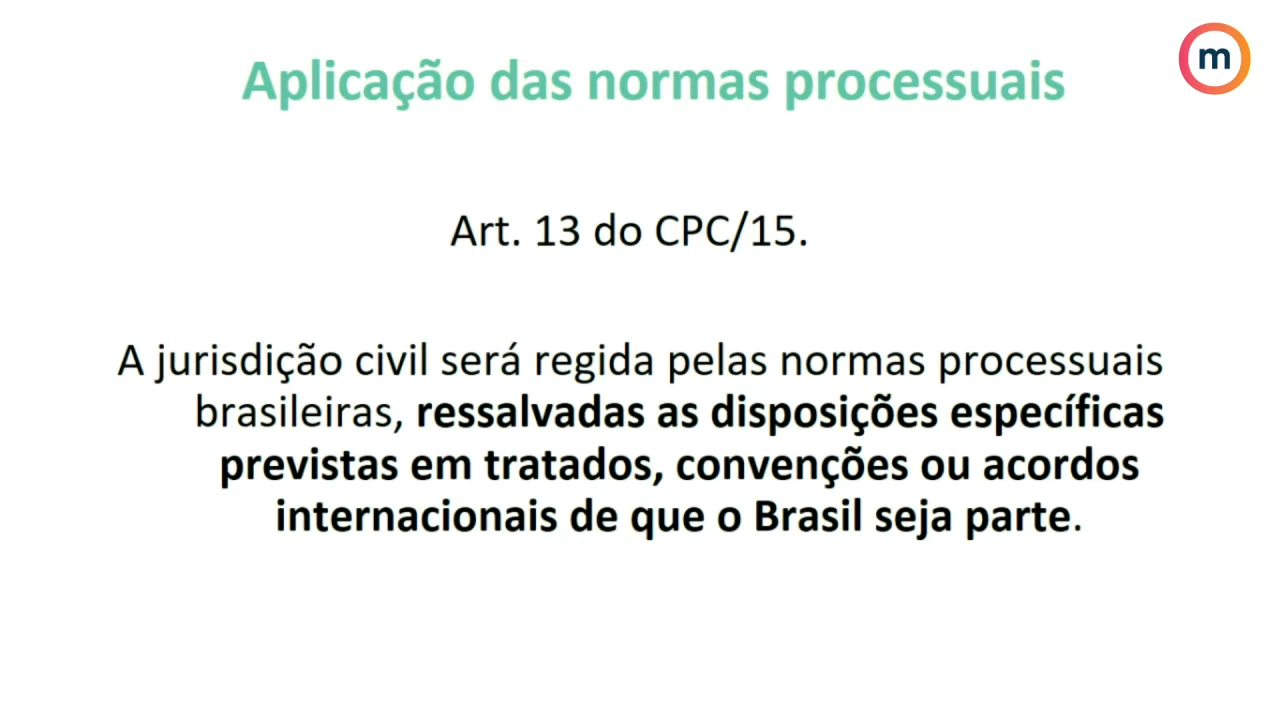 m
Aplicação das normas processuais
Art. 13 do CPC/15.
A jurisdição civil será regida pelas normas processuais
brasileiras, ressalvadas as disposições específicas
previstas em tratados, convenções ou acordos
internacionais de que o Brasil seja parte.